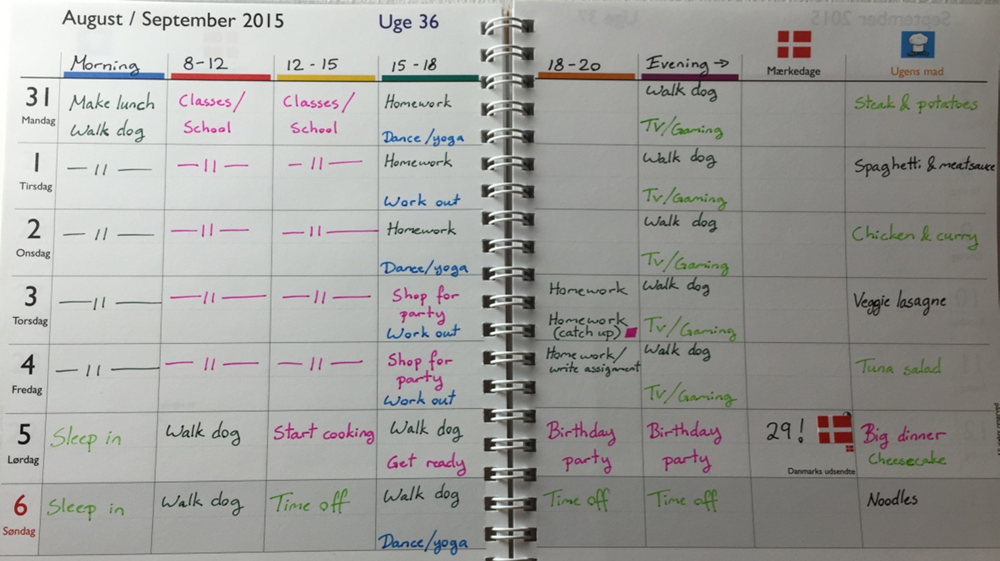 August / September 2015
Uge 36
Morning
8-12
12-15
15-18
18-20
Evening →
Mærkedage
Ugens mad
31
Mandag
Make lunch
Walk dog
Classes/
School
Classes/
School
Homework
Dance/yoga
Walk dog
TV/Gaming
Steak & potatoes
1
Tirsdag
— 11 —
— 11 —
— 11 —
Homework
Work out
Walk dog
TV/Gaming
Spaghetti & meatsauce
2
Onsdag
— 11 —
— 11 —
— 11 —
Homework
Dance/yoga
Walk dog
TV/Gaming
Chicken & curry
3
Torsdag
— 11 —
— 11 —
— 11 —
Shop for
party
Work out
Homework
Homework
(catch up)
Walk dog
TV/Gaming
Veggie lasagne
4
Fredag
— 11 —
— 11 —
— 11 —
Shop for
party
Work out
Homework/
write assignment
Walk dog
TV/Gaming
Tuna salad
5
Lørdag
Sleep in
Walk dog
Start cooking
Walk dog
Get ready
Birthday
party
Birthday
party
29!
Danmarks udsendte
Big dinner
Cheesecake
6
Søndag
Sleep in
Walk dog
Time off
Walk dog
Dance/yoga
Time off
Time off
Noodles